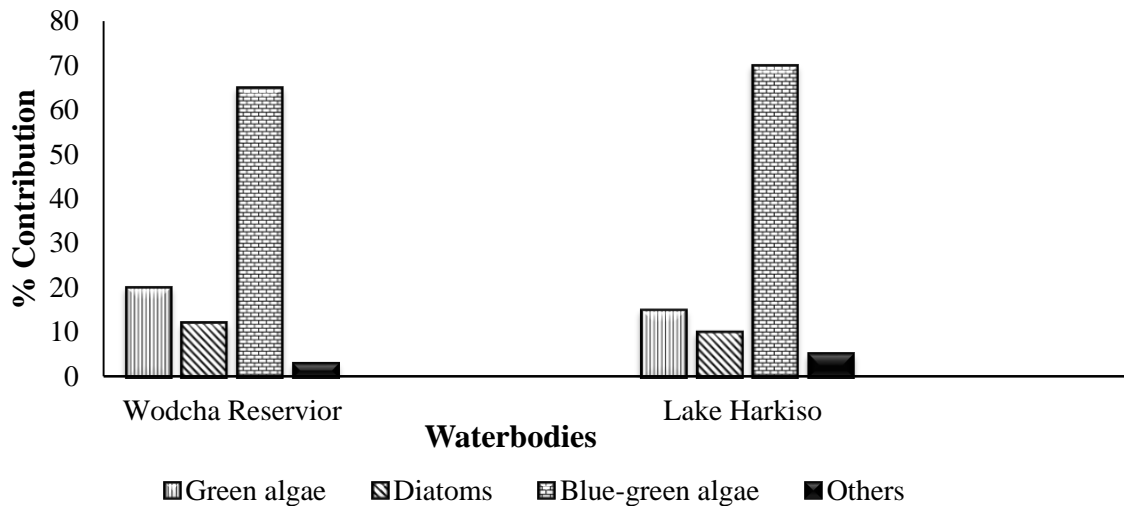 80
70
60
50
40
30
20
10
0
% Contribution
Wodcha Reservior
Lake Harkiso
Waterbodies
Green algae
Diatoms
Blue-green algae
Others